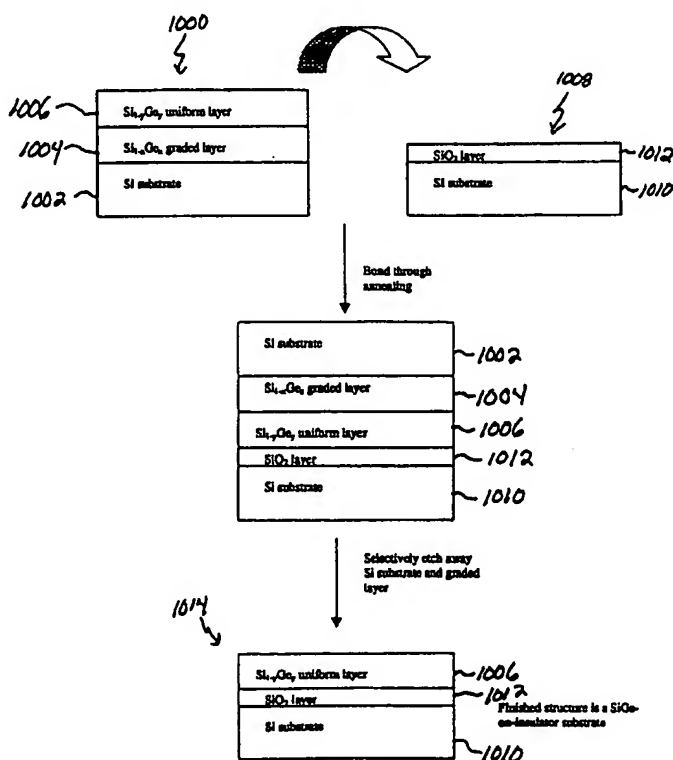 1000
1008
1006
Si₁₋yGey uniform layer
1004
Si₁₋ₓGeₓ graded layer
1002
Si substrate
SiO₂ layer
1012
Si substrate
1010
Bond through
annealing
Si substrate
1002
Si₁₋ₓGeₓ graded layer
1004
Si₁₋yGey uniform layer
1006
SiO₂ layer
1012
Si substrate
1010
Selectively etch away
Si substrate and graded
layer
1014
Si₁₋yGey uniform layer
1006
SiO₂ layer
1012
Finished structure is a SiGe-
on-insulator substrate
Si substrate
1010